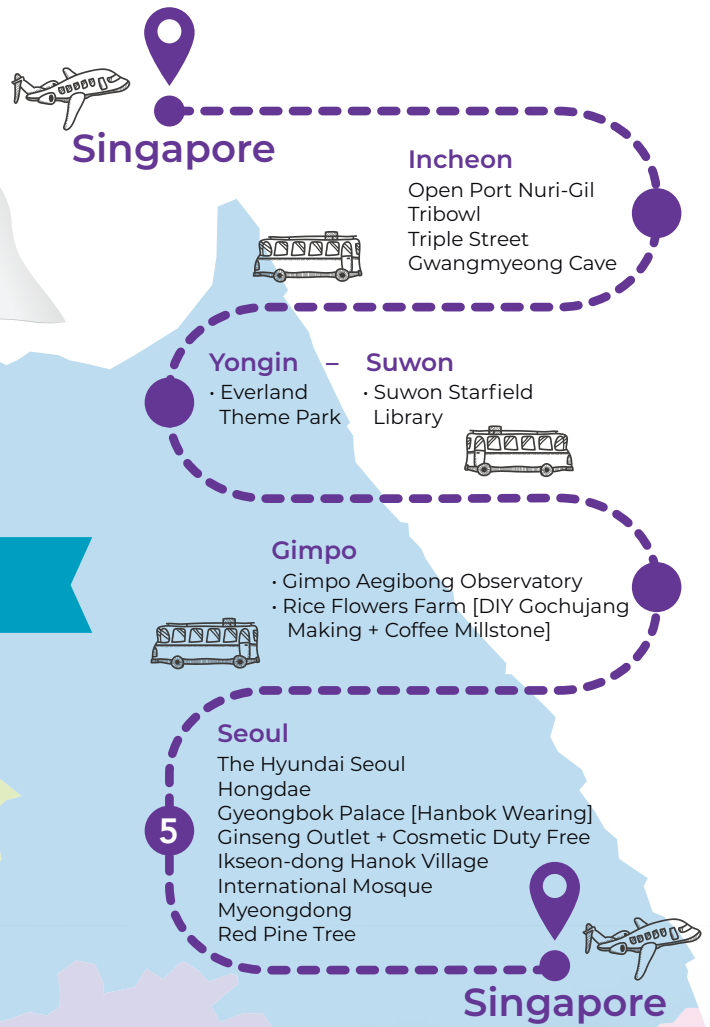 Singapore
Incheon
Open Port Nuri-Gil
Tribowl
Triple Street
Gwangmyeong Cave
Yongin – Suwon
· Everland
Theme Park
· Suwon Starfield
Library
Gimpo
· Gimpo Aegibong Observatory
· Rice Flowers Farm [DIY Gochujang
Making + Coffee Millstone]
Seoul
The Hyundai Seoul
Hongdae
Gyeongbok Palace [Hanbok Wearing]
5
Ginseng Outlet + Cosmetic Duty Free
Ikseon-dong Hanok Village
International Mosque
Myeongdong
Red Pine Tree
Singapore